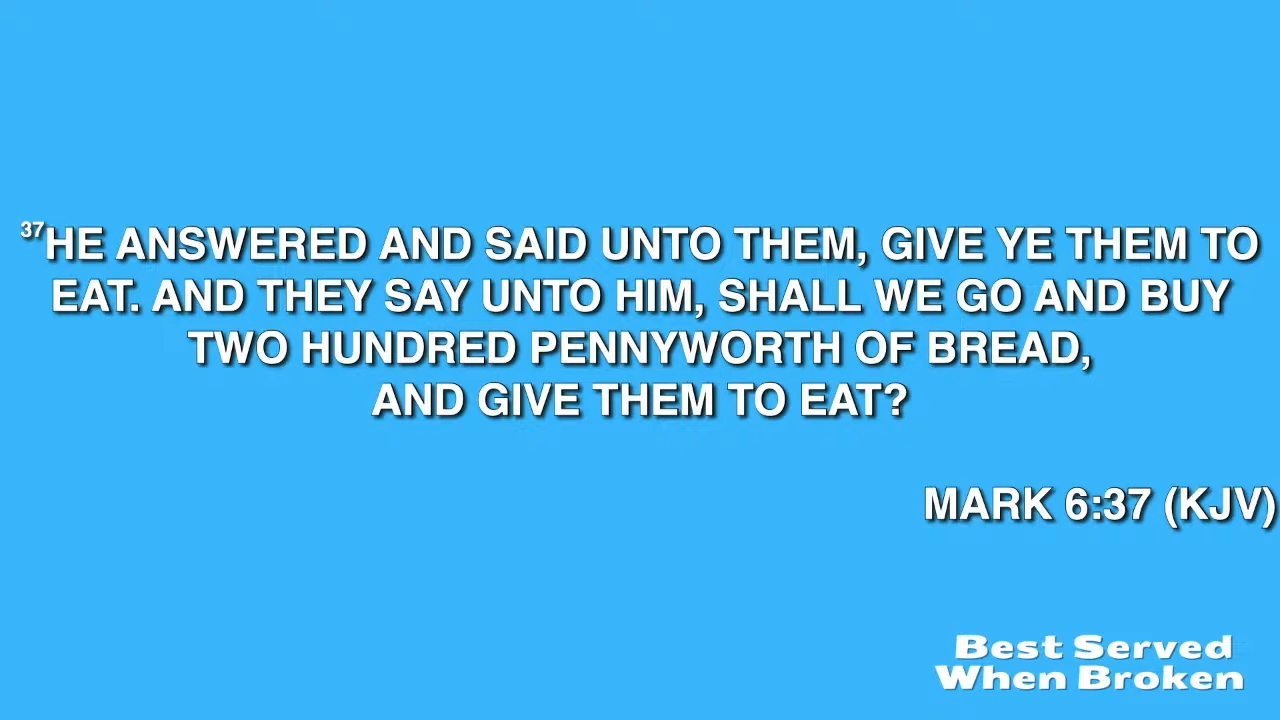 37HE ANSWERED AND SAID UNTO THEM, GIVE YE THEM TO
EAT. AND THEY SAY UNTO HIM, SHALL WE GO AND BUY
TWO HUNDRED PENNYWORTH OF BREAD,
AND GIVE THEM TO EAT?
MARK 6:37 (KJV)
Best Served
When Broken